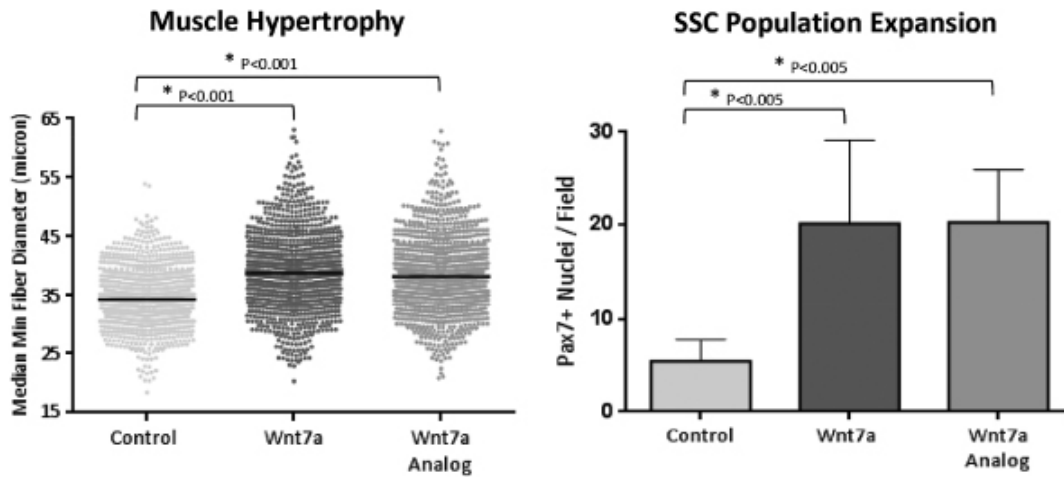 Muscle Hypertrophy
* P<0.001
* P<0.001
Median Min Fiber Diameter (micron)
65
55
45
35
25
15
Control
Wnt7a
Wnt7a
Analog
SSC Population Expansion
* P<0.005
* P<0.005
Pax7+ Nuclei / Field
30
20
10
0
Control
Wnt7a
Wnt7a
Analog